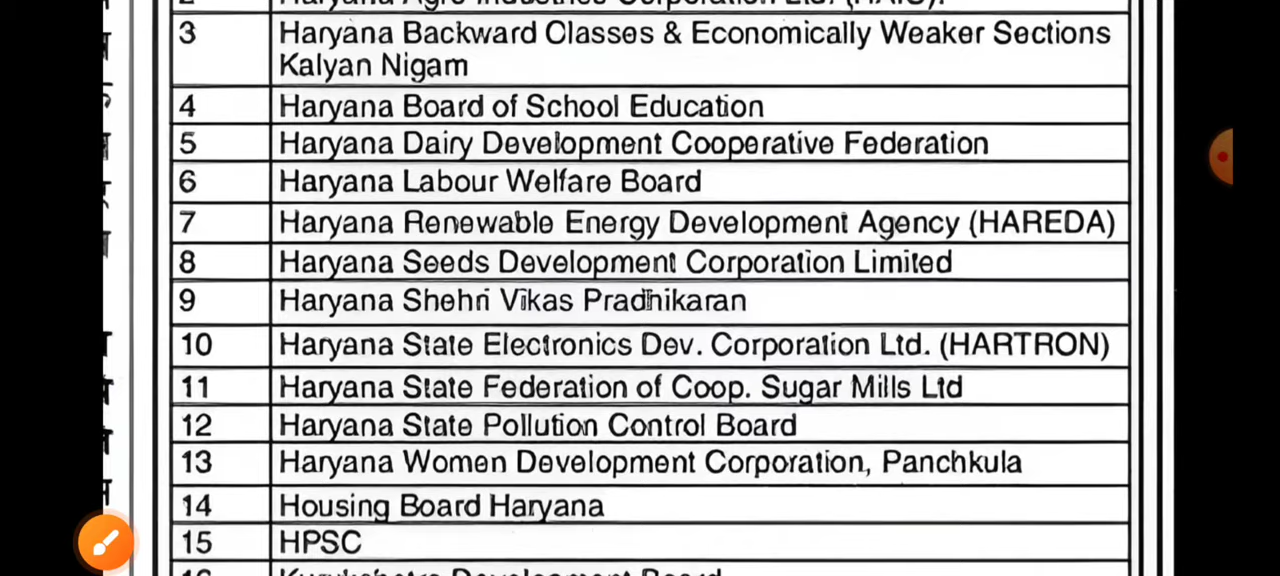 2 Haryana Agro Industries Corporation Ltd. (HAIC).
3 Haryana Backward Classes & Economically Weaker Sections
Kalyan Nigam
4 Haryana Board of School Education
5 Haryana Dairy Development Cooperative Federation
6 Haryana Labour Welfare Board
7 Haryana Renewable Energy Development Agency (HAREDA)
8 Haryana Seeds Development Corporation Limited
9 Haryana Shehri Vikas Pradhikaran
10 Haryana State Electronics Dev. Corporation Ltd. (HARTRON)
11 Haryana State Federation of Coop. Sugar Mills Ltd
12 Haryana State Pollution Control Board
13 Haryana Women Development Corporation, Panchkula
14 Housing Board Haryana
15 HPSC
16 Kurukshetra Development Board